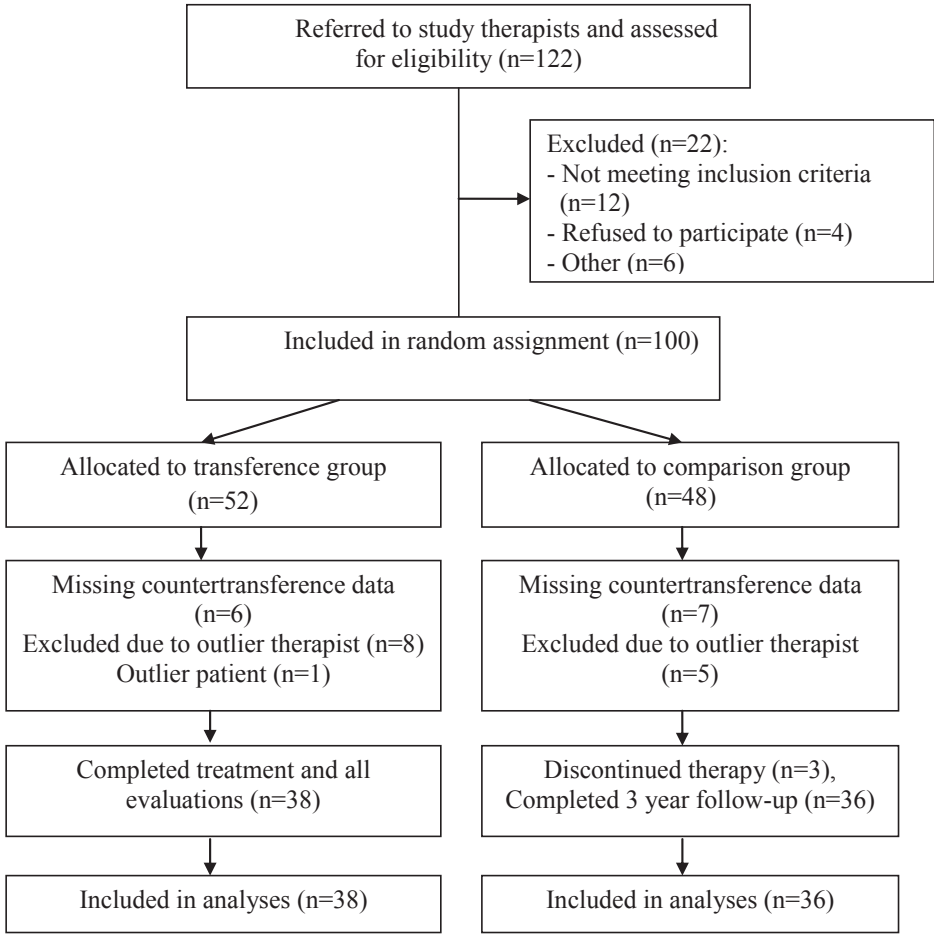 Referred to study therapists and assessed
for eligibility (n=122)
Excluded (n=22):
- Not meeting inclusion criteria
(n=12)
- Refused to participate (n=4)
- Other (n=6)
Included in random assignment (n=100)
Allocated to transference group
(n=52)
Allocated to comparison group
(n=48)
Missing countertransference data
(n=6)
Excluded due to outlier therapist (n=8)
Outlier patient (n=1)
Missing countertransference data
(n=7)
Excluded due to outlier therapist
(n=5)
Completed treatment and all
evaluations (n=38)
Discontinued therapy (n=3),
Completed 3 year follow-up (n=36)
Included in analyses (n=38)
Included in analyses (n=36)